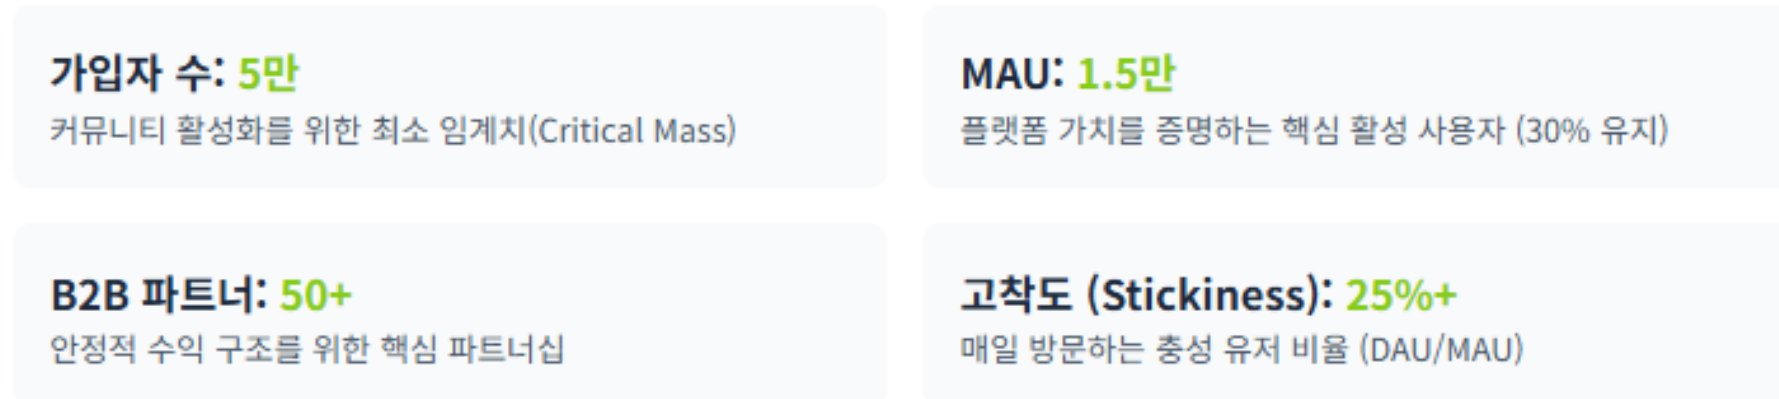 가입자 수: 5만
커뮤니티 활성화를 위한 최소 임계치(Critical Mass)
MAU: 1.5만
플랫폼 가치를 증명하는 핵심 활성 사용자 (30% 유지)
B2B 파트너: 50+
안정적 수익 구조를 위한 핵심 파트너십
고착도 (Stickiness): 25%+
매일 방문하는 충성 유저 비율 (DAU/MAU)